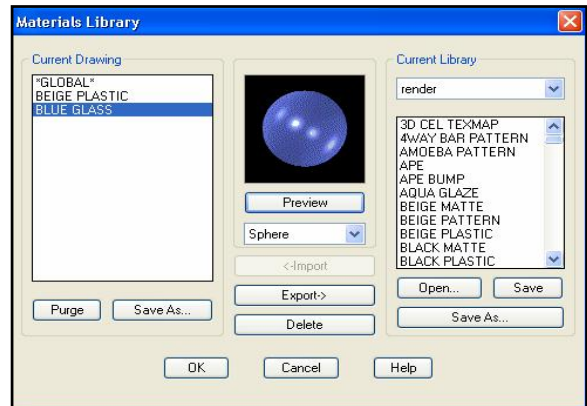 Materials Library
Current Drawing
*GLOBAL*
BEIGE PLASTIC
BLUE GLASS
Purge
Save As...
Preview
Sphere
<-Import
Export->
Delete
Current Library
render
3D CEL TEXMAP
4WAY BAR PATTERN
AMOEBA PATTERN
APE
APE BUMP
AQUA GLAZE
BEIGE MATTE
BEIGE PATTERN
BEIGE PLASTIC
BLACK MATTE
BLACK PLASTIC
Open...
Save
Save As...
OK
Cancel
Help